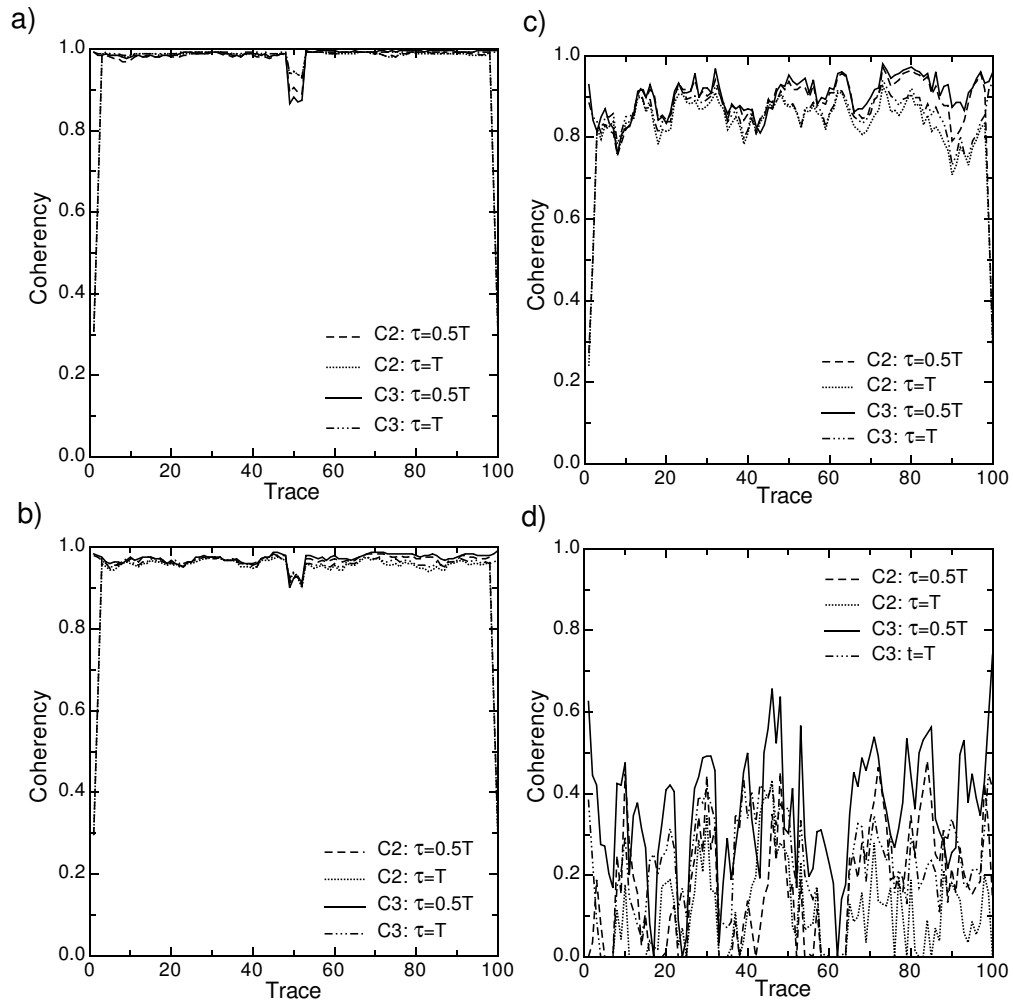 a)
1.0
0.8
0.6
0.4
0.2
0.0
Coherency
C2: τ=0.5T
C2: τ=T
C3: τ=0.5T
C3: τ=T
0 20 40 60 80 100
Trace
b)
1.0
0.8
0.6
0.4
0.2
0.0
Coherency
C2: τ=0.5T
C2: τ=T
C3: τ=0.5T
C3: τ=T
0 20 40 60 80 100
Trace
c)
1.0
0.8
0.6
0.4
0.2
0.0
Coherency
C2: τ=0.5T
C2: τ=T
C3: τ=0.5T
C3: τ=T
0 20 40 60 80 100
Trace
d)
1.0
0.8
0.6
0.4
0.2
0.0
Coherency
C2: τ=0.5T
C2: τ=T
C3: τ=0.5T
C3: t=T
0 20 40 60 80 100
Trace